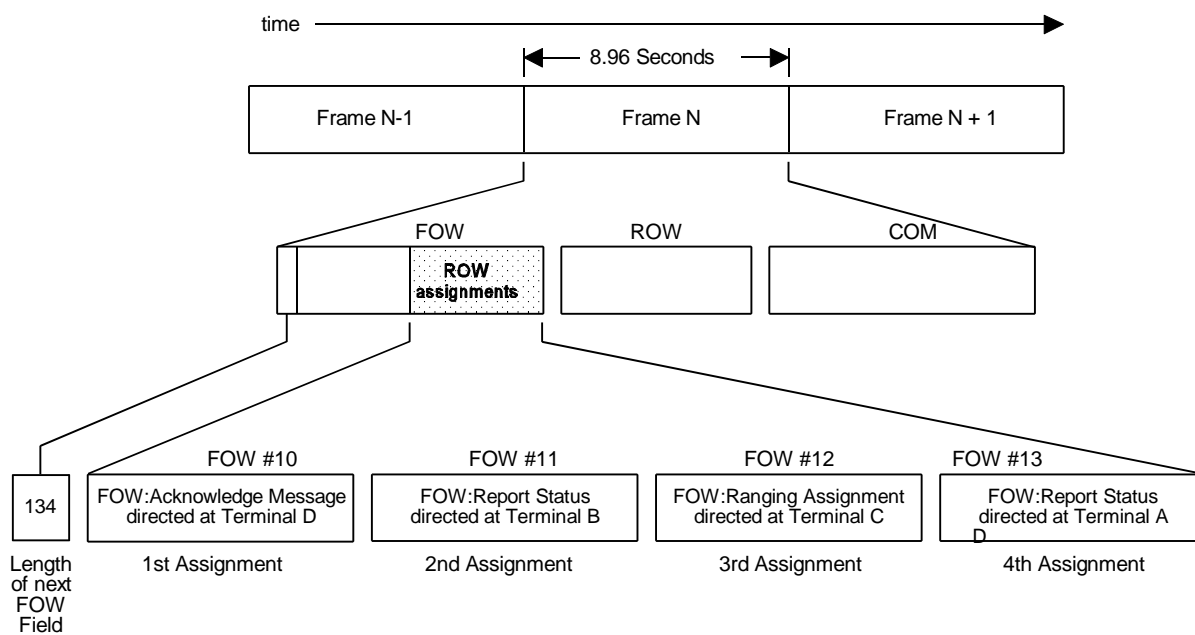 time
8.96 Seconds
Frame N-1
Frame N
Frame N + 1
FOW
ROW
COM
ROW
assignments
FOW #10
FOW #11
FOW #12
FOW #13
134
FOW:Acknowledge Message
directed at Terminal D
FOW:Report Status
directed at Terminal B
FOW:Ranging Assignment
directed at Terminal C
FOW:Report Status
directed at Terminal A
D
Length
of next
FOW
Field
1st Assignment
2nd Assignment
3rd Assignment
4th Assignment